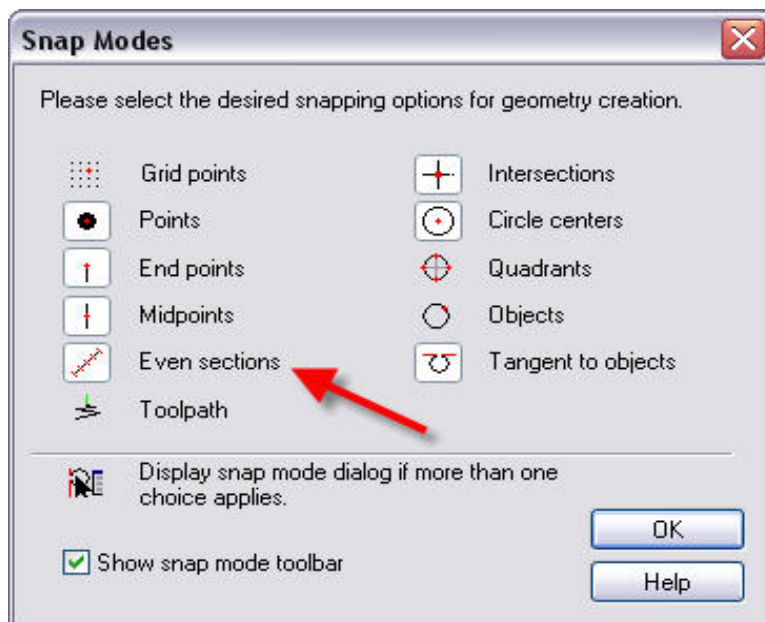 Snap Modes
Please select the desired snapping options for geometry creation.
Grid points
Intersections
Points
Circle centers
End points
Quadrants
Midpoints
Objects
Even sections
Tangent to objects
Toolpath
Display snap mode dialog if more than one
choice applies.
OK
Show snap mode toolbar
Help